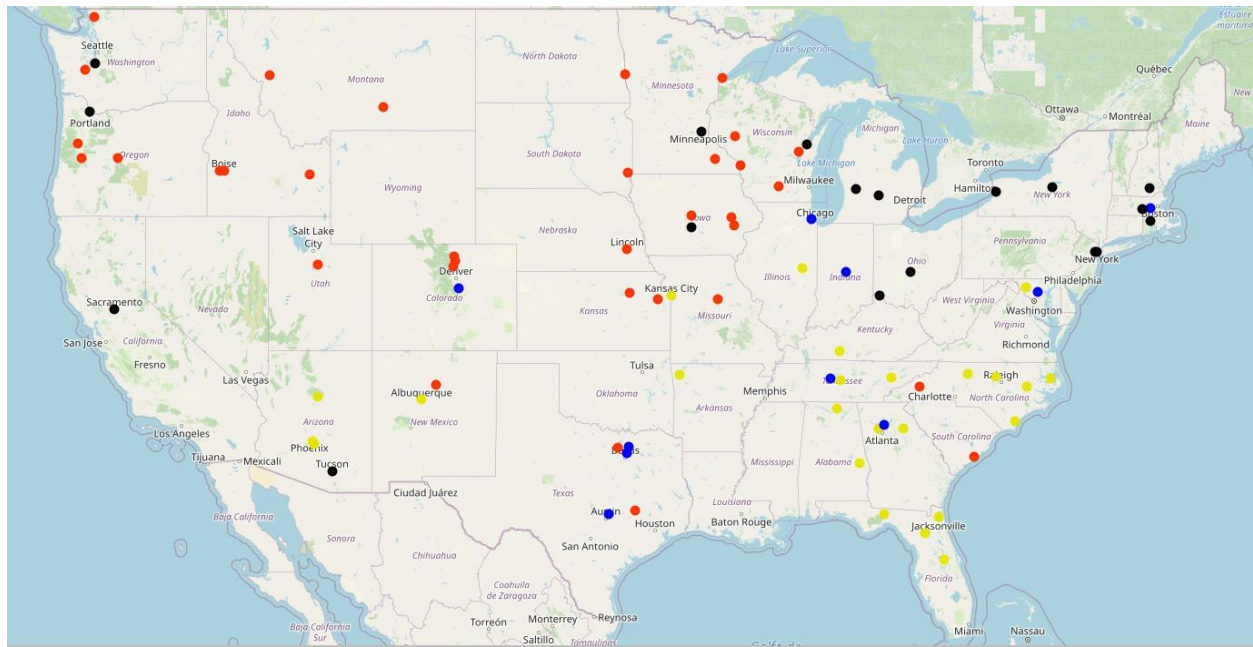 Estuaire
maritime
Seattle
Washington
Montana
North Dakota
Minnesota
Lake Superior
Québec
New
Ottawa
Montréal
Maine
Portland
Idaho
Oregon
Boise
Wyoming
South Dakota
Minneapolis
Wisconsin
Michigan
Lake Huron
Lake Michigan
Toronto
Hamilton
New York
Milwaukee
Detroit
Boston
Chicago
Iowa
Salt Lake
City
Nebraska
Lincoln
Pennsylvania
New York
Philadelphia
Denver
Utah
Colorado
Illinois
Indiana
Ohio
Sacramento
Nevada
Kansas City
Kansas
Missouri
West Virginia
Washington
Virginia
Richmond
San Jose
California
Fresno
Kentucky
Las Vegas
Tulsa
Albuquerque
Oklahoma
Memphis
Tennessee
Raleigh
North Carolina
Charlotte
Arkansas
Los Angeles
Arizona
New Mexico
Phoenix
Atlanta
South Carolina
Tijuana
Mexicali
Tucson
Dallas
Mississippi
Alabama
Ciudad Juárez
Texas
Louisiana
Baja California
Sonora
Austin
Houston
Baton Rouge
Jacksonville
San Antonio
Chihuahua
Florida
Coahuila
de Zaragoza
Baja California
Sur
Torreón
Monterrey
Reynosa
Saltillo
Tamaulipas
Miami
Nassau
Golfo de